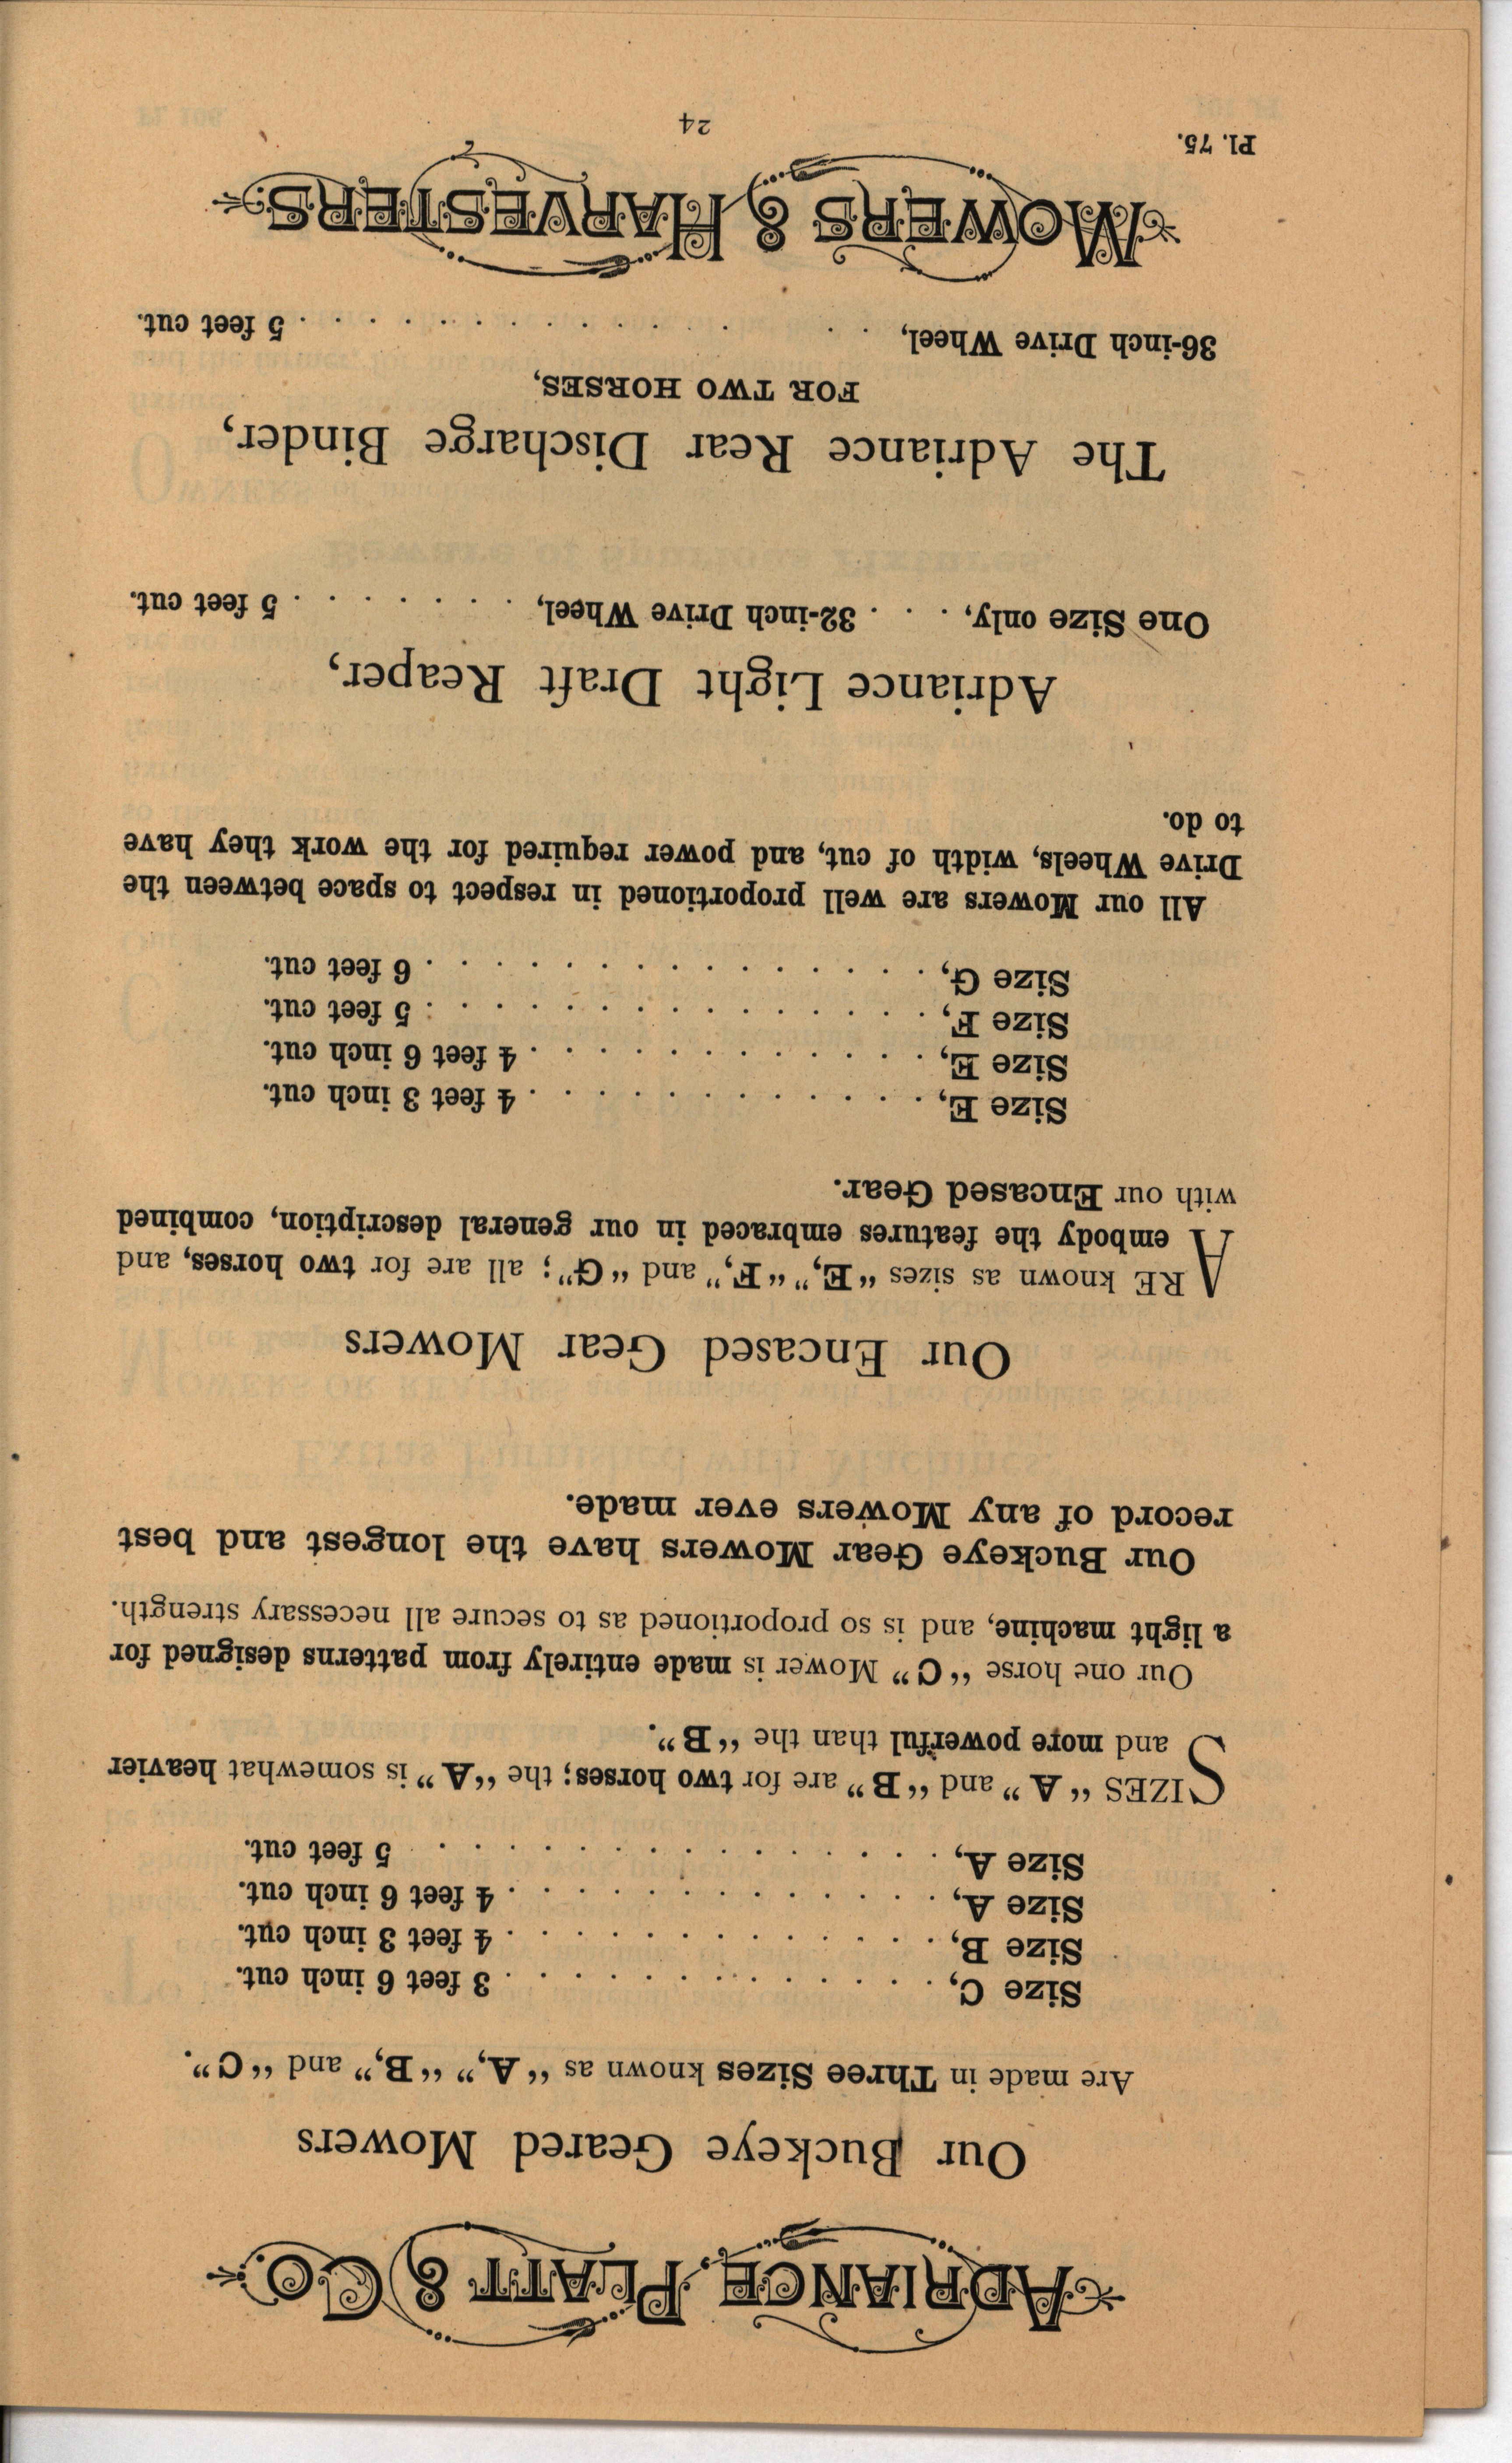 ADRIANCE, PLATT & CO
Our Buckeye Geared Mowers
Are made in Three Sizes known as “A,” “B,” and “C”.
Size C, . . . . . . . . . . . . . 3 feet 6 inch cut.
Size B, . . . . . . . . . . . . . 4 feet 3 inch cut.
Size A, . . . . . . . . . . . . . 4 feet 6 inch cut.
Size A, . . . . . . . . . . . . . . . . 5 feet cut.
SIZES “A” and “B” are for two horses; the “A” is somewhat heavier
and more powerful than the “B”.
Our one horse “C” Mower is made entirely from patterns designed for
a light machine, and is so proportioned as to secure all necessary strength.
Our Buckeye Gear Mowers have the longest and best
record of any Mowers ever made.
Our Encased Gear Mowers
ARE known as sizes “E,” “F,” and “G”; all are for two horses, and
embody the features embraced in our general description, combined
with our Encased Gear.
Size E, . . . . . . . . . . . . 4 feet 3 inch cut.
Size E, . . . . . . . . . . . . 4 feet 6 inch cut.
Size F, . . . . . . . . . . . . . . . 5 feet cut.
Size G, . . . . . . . . . . . . . . . 6 feet cut.
All our Mowers are well proportioned in respect to space between the
Drive Wheels, width of cut, and power required for the work they have
to do.
Adriance Light Draft Reaper,
One Size only, . . . 32-inch Drive Wheel, . . . . . . . 5 feet cut.
The Adriance Rear Discharge Binder,
FOR TWO HORSES,
36-inch Drive Wheel, . . . . . . . . . . . . . . . 5 feet cut.
MOWERS & HARVESTERS
Pl. 75.
24